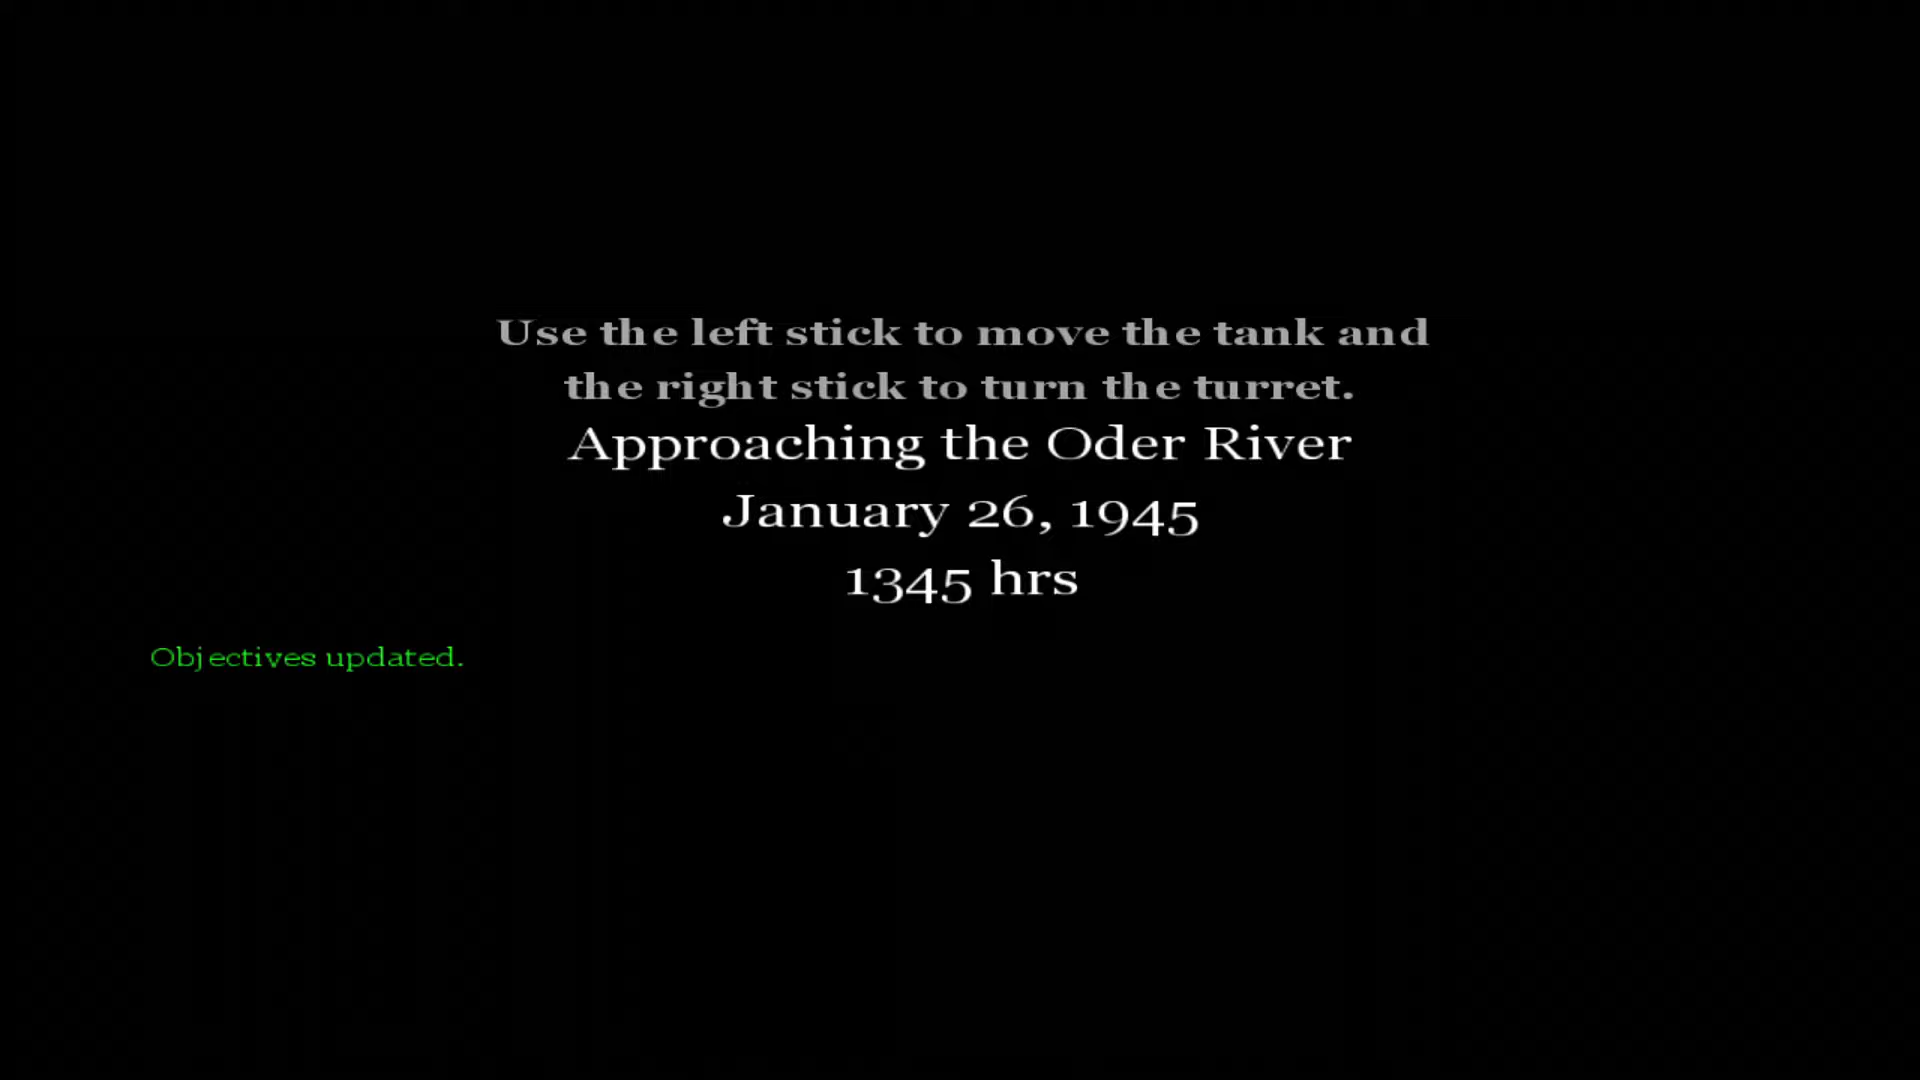 Use the left stick to move the tank and
the right stick to turn the turret.
Approaching the Oder River
January 26, 1945
1345 hrs
Objectives updated.